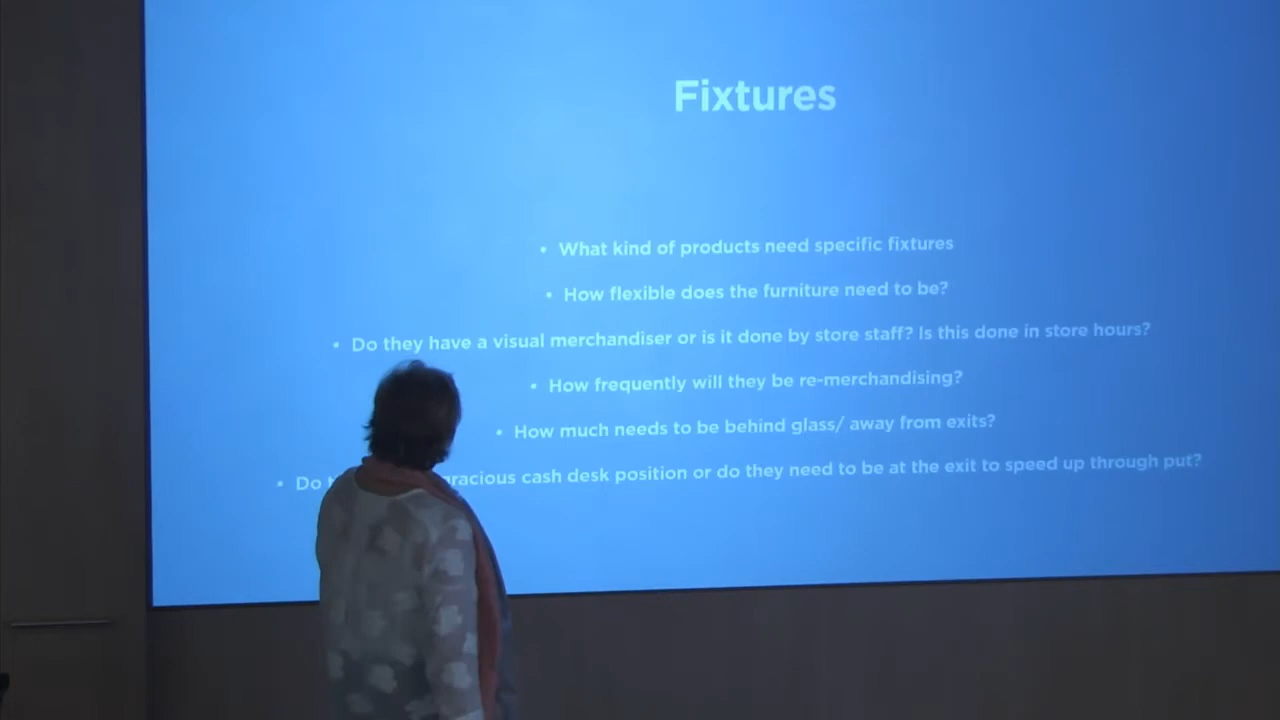 Fixtures
• What kind of products need specific fixtures
• How flexible does the furniture need to be?
• Do they have a visual merchandiser or is it done by store staff? Is this done in store hours?
• How frequently will they be re-merchandising?
• How much needs to be behind glass/ away from exits?
• Do cash desk position or do they need to be at the exit to speed up through put?